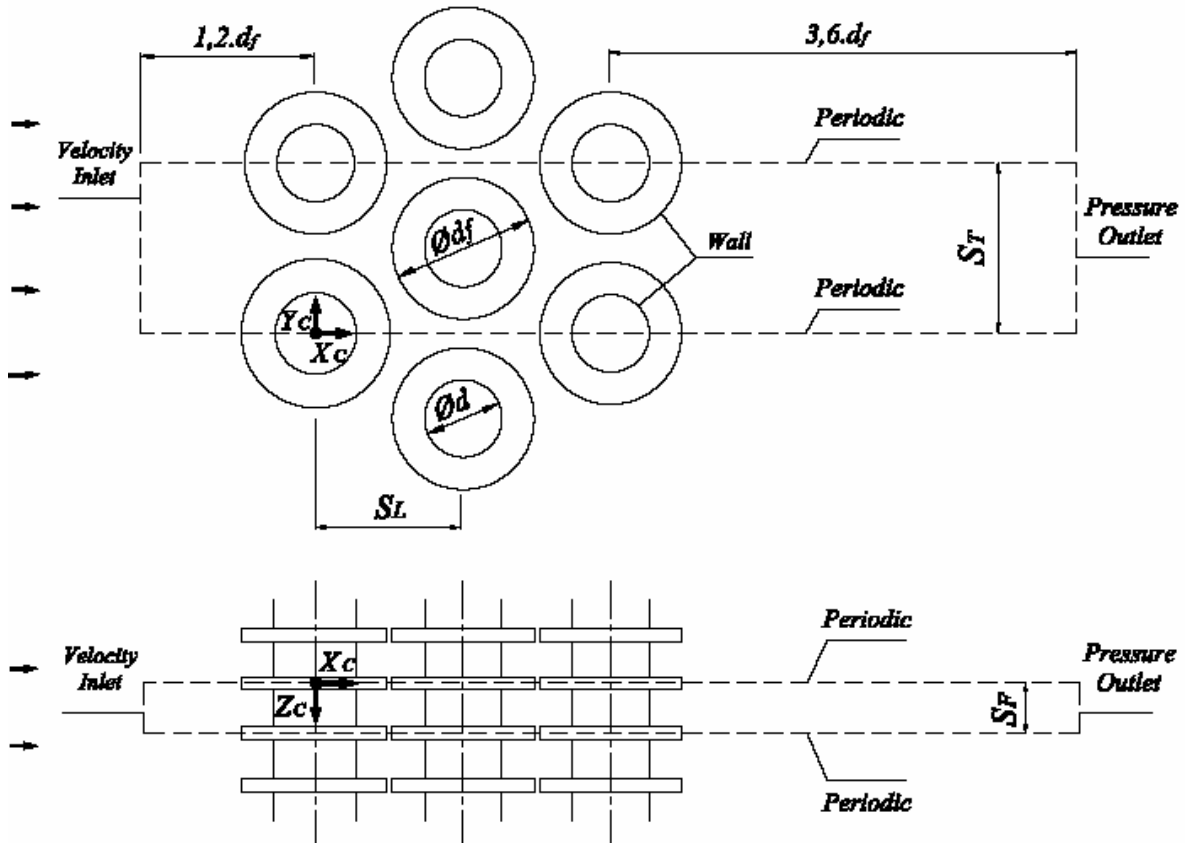 1,2.df
3,6.df
Periodic
Velocity
Inlet
Ødf
Wall
ST
Pressure
Outlet
Periodic
Yc
Xc
Ød
SL
Periodic
Velocity
Inlet
Xc
Zc
SF
Pressure
Outlet
Periodic